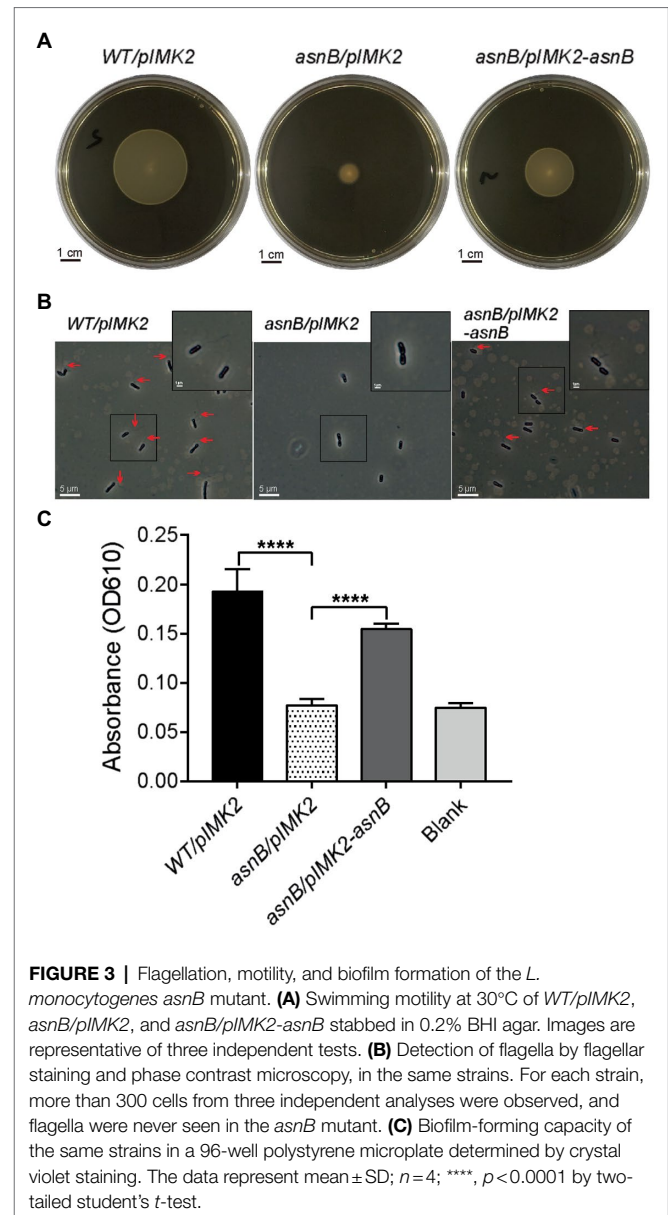 A
WT/pIMK2
asnB/pIMK2
asnB/pIMK2-asnB
1 cm
1 cm
1 cm
B
WT/pIMK2
asnB/pIMK2
asnB/pIMK2
-asnB
1μm
1μm
1μm
5 μm
5 μm
5 μm
C
Absorbance (OD610)
0.25
0.20
0.15
0.10
0.05
0.00
****
****
WT/pIMK2
asnB/pIMK2
asnB/pIMK2-asnB
Blank
FIGURE 3 | Flagellation, motility, and biofilm formation of the L.
monocytogenes asnB mutant. (A) Swimming motility at 30°C of WT/pIMK2,
asnB/pIMK2, and asnB/pIMK2-asnB stabbed in 0.2% BHI agar. Images are
representative of three independent tests. (B) Detection of flagella by flagellar
staining and phase contrast microscopy, in the same strains. For each strain,
more than 300 cells from three independent analyses were observed, and
flagella were never seen in the asnB mutant. (C) Biofilm-forming capacity of
the same strains in a 96-well polystyrene microplate determined by crystal
violet staining. The data represent mean ± SD; n = 4; ****, p < 0.0001 by two-
tailed student's t-test.